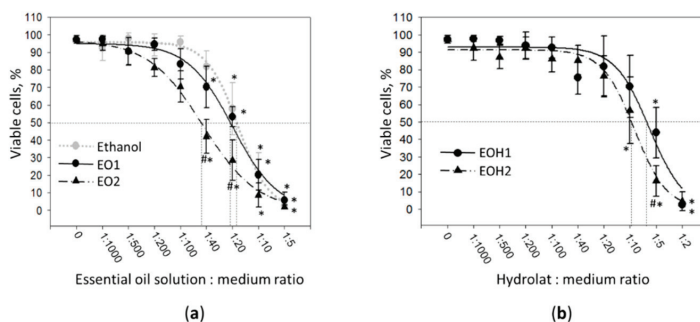 110
100
90
80
70
60
50
40
30
20
10
0
Viable cells, %
Ethanol
EO1
EO2
* * * * * * * * *
#* #*
0 1:1000 1:500 1:200 1:100 1:40 1:20 1:10 1:5
Essential oil solution : medium ratio
(a)
110
100
90
80
70
60
50
40
30
20
10
0
Viable cells, %
EOH1
EOH2
* * * *
#*
0 1:1000 1:500 1:200 1:100 1:40 1:20 1:10 1:5 1:2
Hydrolat : medium ratio
(b)